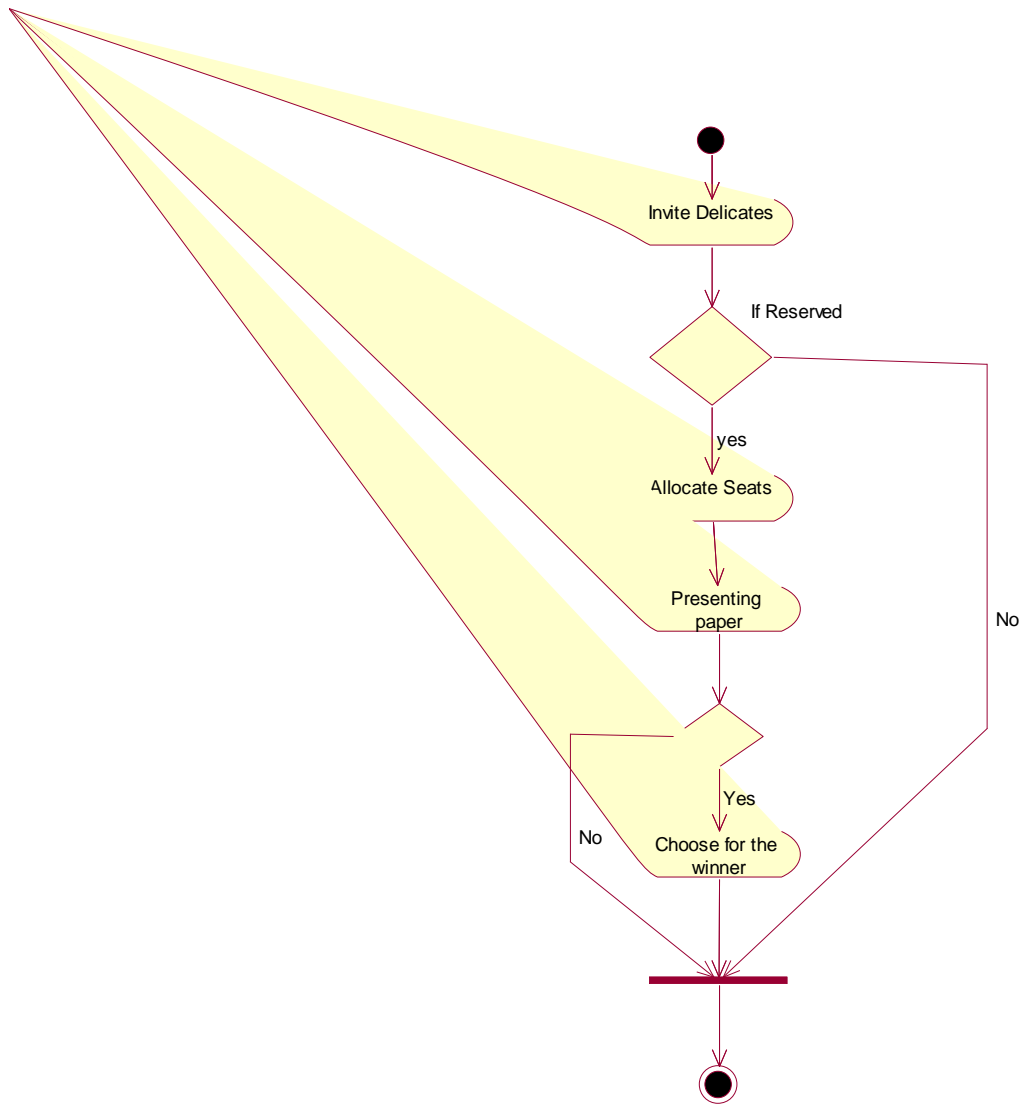 Invite Delicates
If Reserved
yes
Allocate Seats
Presenting
paper
No
Yes
No
Choose for the
winner